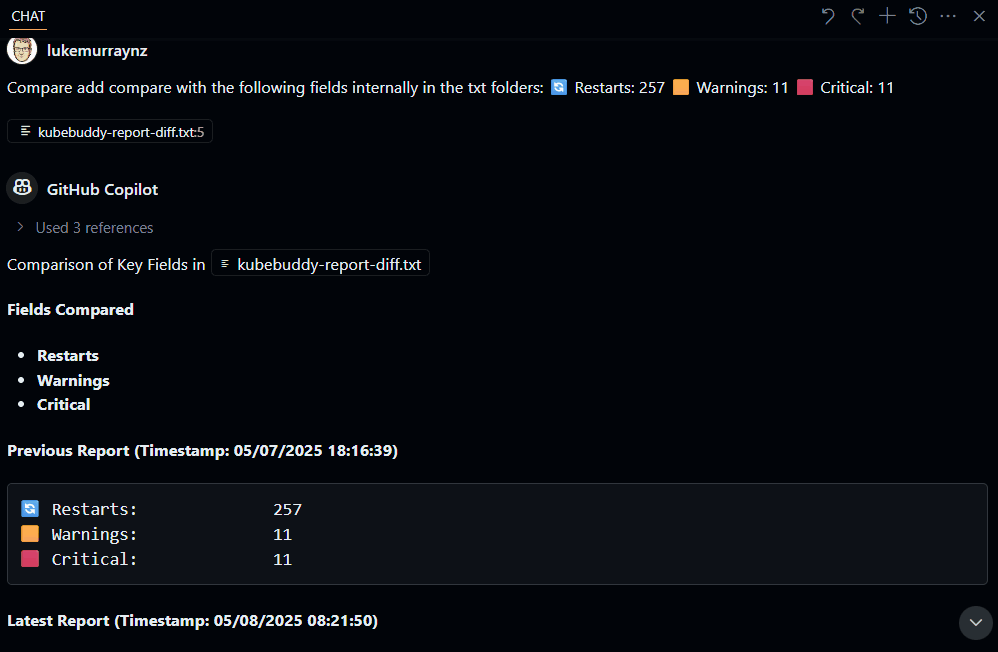 CHAT
lukemurraynz
Compare add compare with the following fields internally in the txt folders: 🔄 Restarts: 257 🟧 Warnings: 11 🟥 Critical: 11
kubebuddy-report-diff.txt:5
GitHub Copilot
Used 3 references
Comparison of Key Fields in kubebuddy-report-diff.txt
Fields Compared
• Restarts
• Warnings
• Critical
Previous Report (Timestamp: 05/07/2025 18:16:39)
🔄 Restarts: 257
🟧 Warnings: 11
🟥 Critical: 11
Latest Report (Timestamp: 05/08/2025 08:21:50)